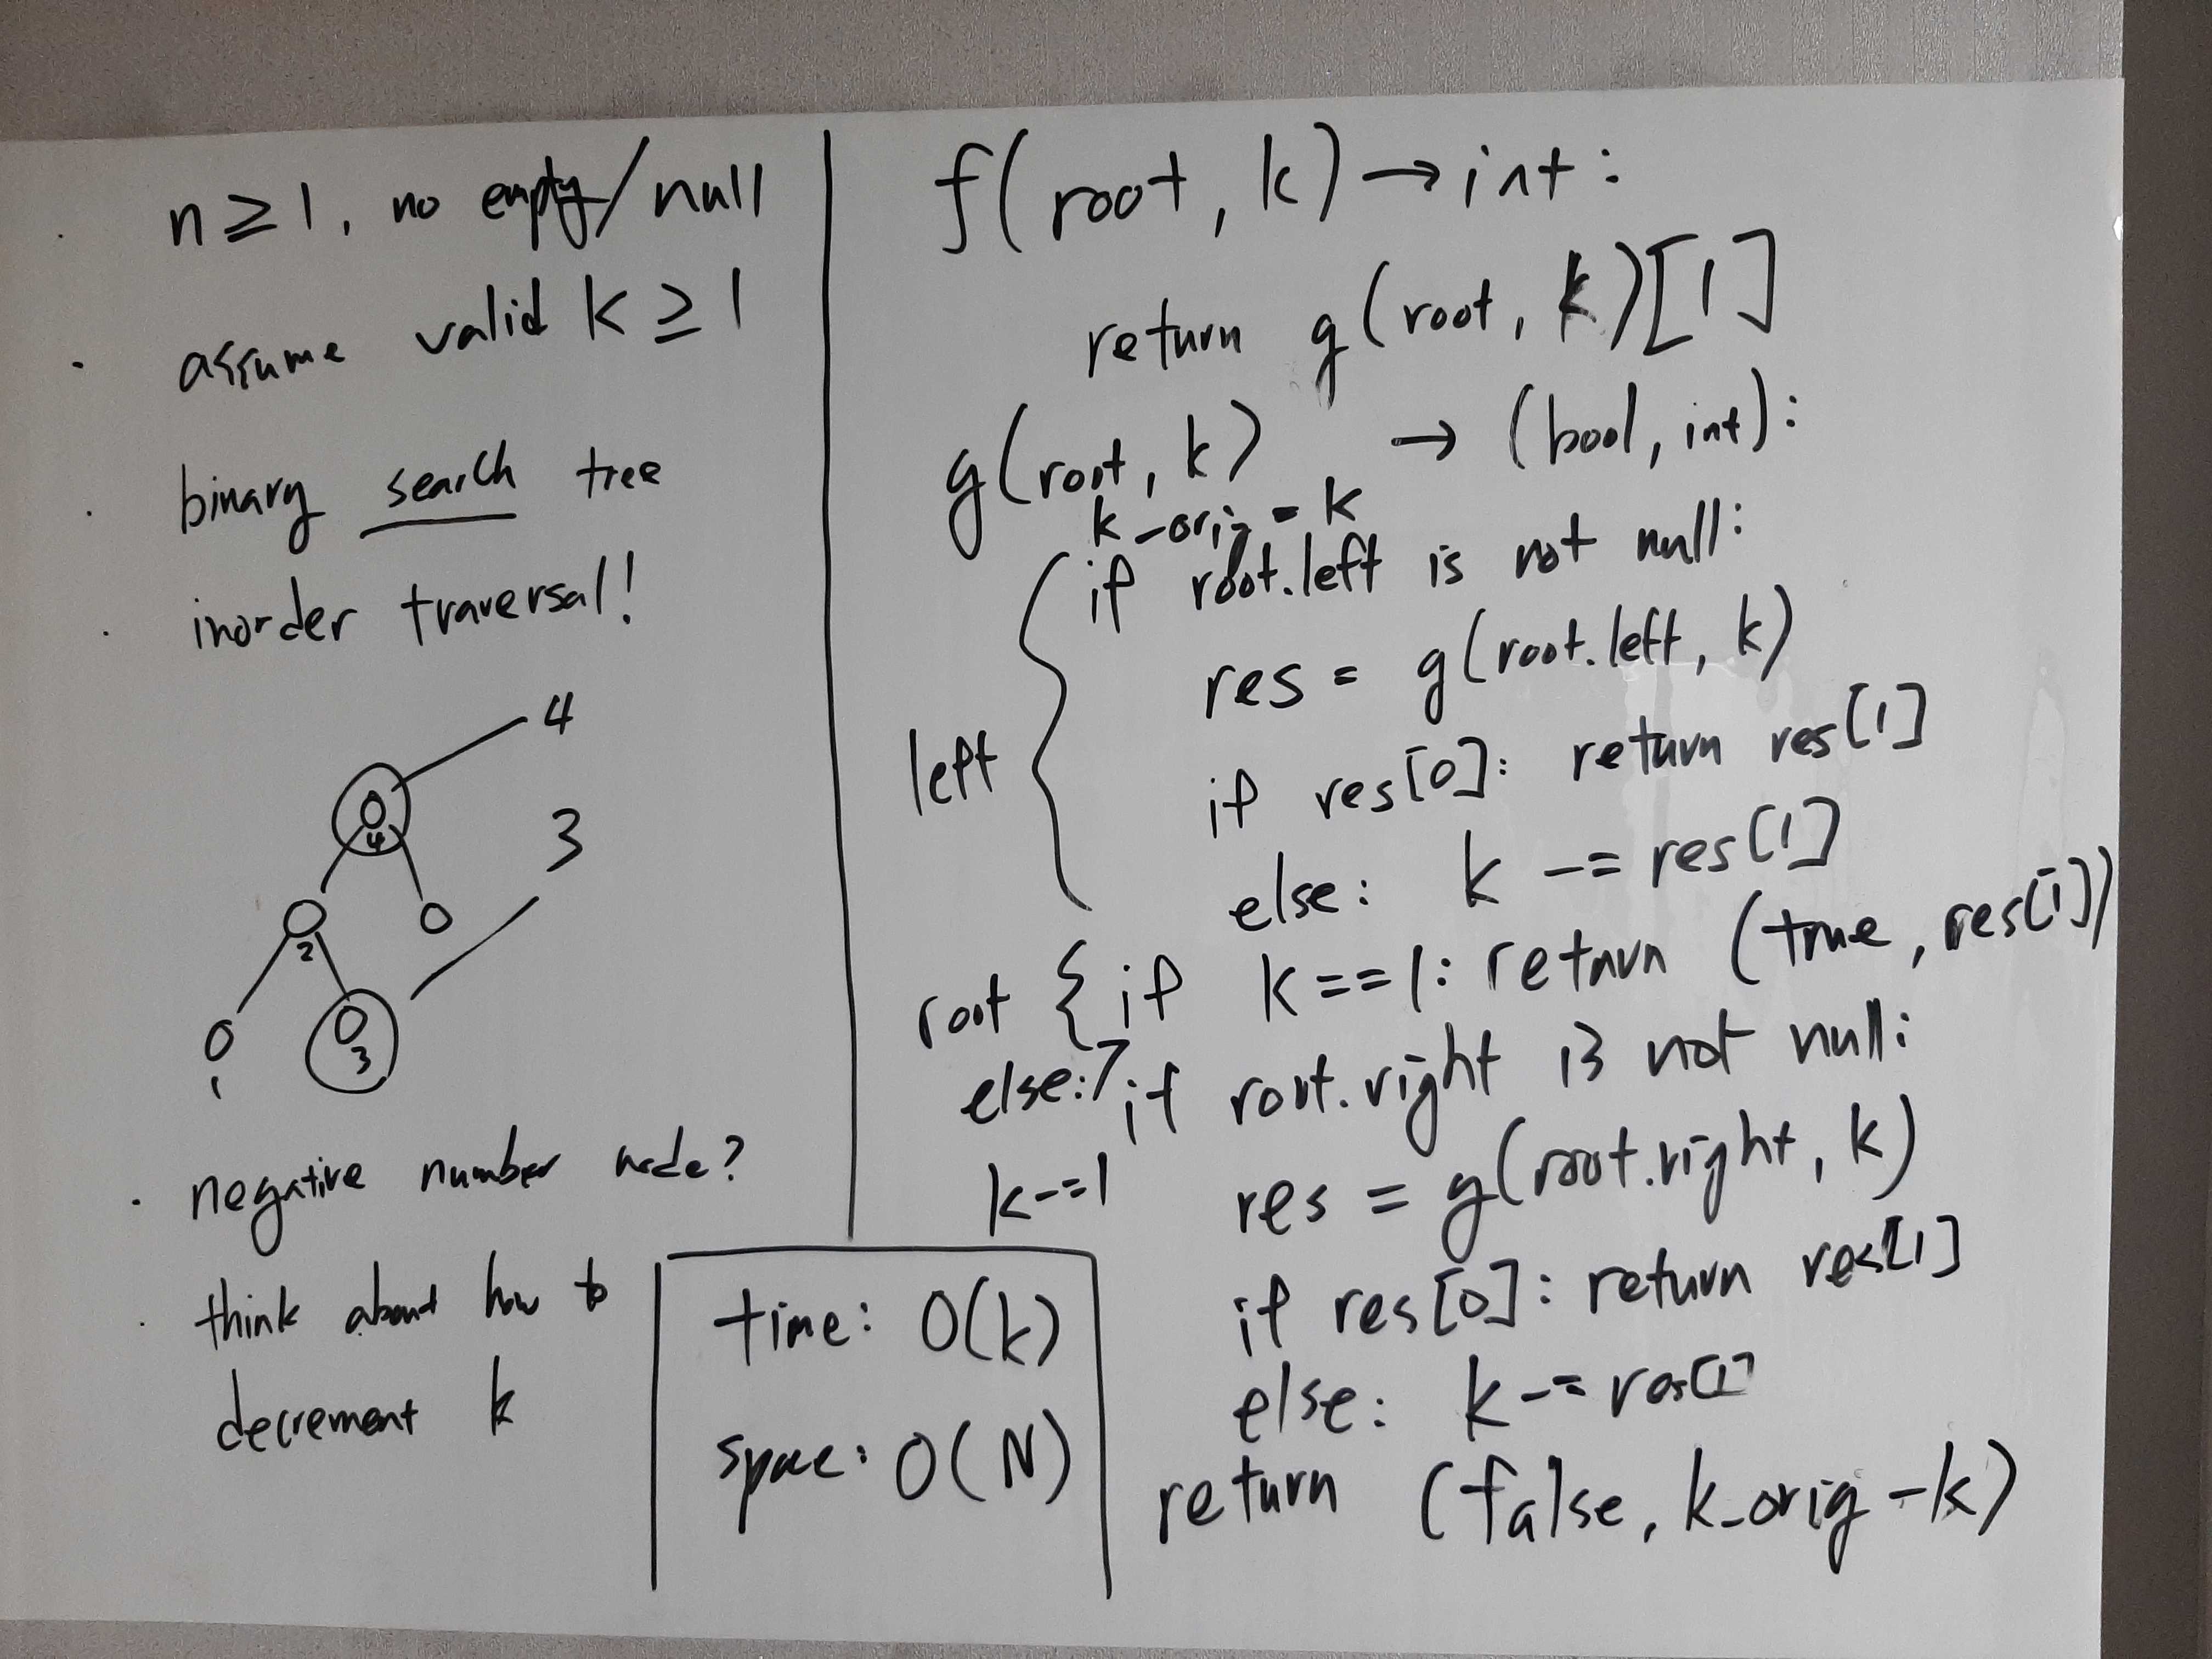 n ≥ 1, no empty/null
· assume valid k ≥ 1
· binary search tree
· inorder traversal!
4
4
3
2
3
1
· negative number node?
· think about how to
decrement k
time: O(k)
space: O(N)
f(root, k) → int:
return g(root, k)[1]
g(root, k) → (bool, int):
k_orig = k
left { if root.left is not null:
res = g(root.left, k)
if res[0]: return res[1]
else: k -= res[1]
root { if k==1: return (true, res[1])
else: if root.right is not null:
k-=1 res = g(root.right, k)
if res[0]: return res[1]
else: k -= res[1]
return (false, k_orig - k)